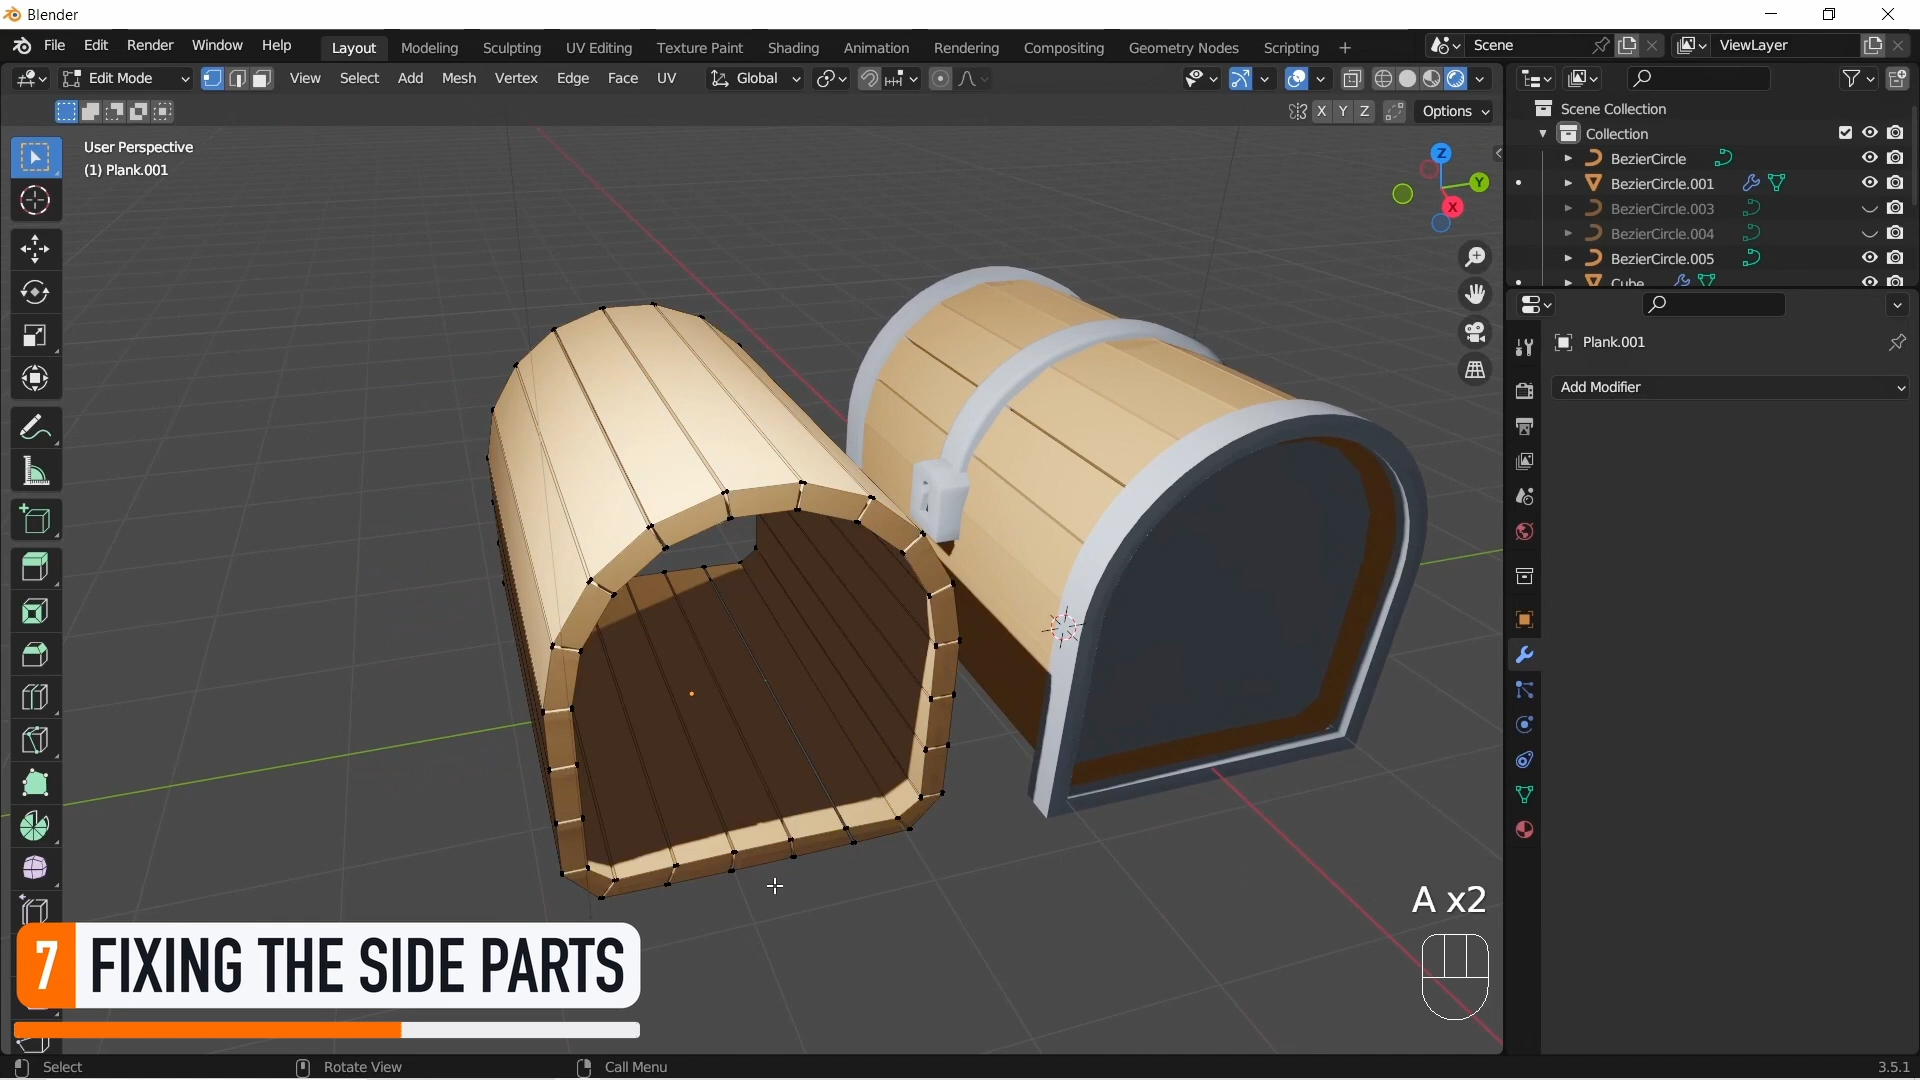 Blender
File Edit Render Window Help Layout Modeling Sculpting UV Editing Texture Paint Shading Animation Rendering Compositing Geometry Nodes Scripting + Scene ViewLayer
Edit Mode View Select Add Mesh Vertex Edge Face UV Global
X Y Z Options
User Perspective
(1) Plank.001
Z
Y
X
Scene Collection
Collection
BezierCircle
BezierCircle.001
BezierCircle.003
BezierCircle.004
BezierCircle.005
Cube
Plank.001
Add Modifier
A x2
7 FIXING THE SIDE PARTS
Select Rotate View Call Menu 3.5.1